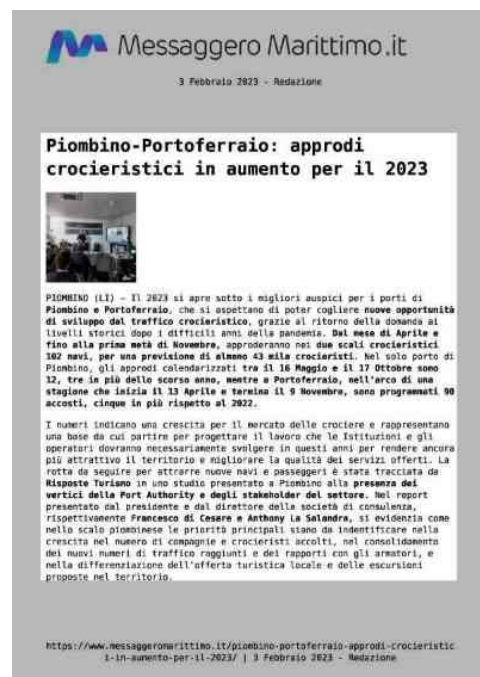 Messaggero Marittimo.it
3 Febbraio 2023 - Redazione
Piombino-Portoferraio: approdi
crocieristici in aumento per il 2023
PIOMBINO (LI) – Il 2023 si apre sotto i migliori auspici per i porti di
Piombino e Portoferraio, che si aspettano di poter cogliere nuove opportunità
di sviluppo dal traffico crocieristico, grazie al ritorno della domanda ai
livelli storici dopo i difficili anni della pandemia. Dal mese di Aprile e
fino alla prima metà di Novembre, approderanno nei due scali crocieristici
102 navi, per una previsione di almeno 43 mila crocieristi. Nel solo porto di
Piombino, gli approdi calendarizzati tra il 16 Maggio e il 17 Ottobre sono
12, tre in più dello scorso anno, mentre a Portoferraio, nell'arco di una
stagione che inizia il 13 Aprile e termina il 9 Novembre, sono programmati 90
accosti, cinque in più rispetto al 2022.
I numeri indicano una crescita per il mercato delle crociere e rappresentano
una base da cui partire per progettare il lavoro che le Istituzioni e gli
operatori dovranno necessariamente svolgere in questi anni per rendere ancora
più attrattivo il territorio e migliorare la qualità dei servizi offerti. La
rotta da seguire per attrarre nuove navi e passeggeri è stata tracciata da
Risposte Turismo in uno studio presentato a Piombino alla presenza dei
vertici della Port Authority e degli stakeholder del settore. Nel report
presentato dal presidente e dal direttore della società di consulenza,
rispettivamente Francesco di Cesare e Anthony La Salandra, si evidenzia come
nello scalo piombinese le priorità principali siano da indentificare nella
crescita nel numero di compagnie e crocieristi accolti, nel consolidamento
dei nuovi numeri di traffico raggiunti e dei rapporti con gli armatori, e
nella differenziazione dell'offerta turistica locale e delle escursioni
proposte nel territorio.
https://www.messaggeromarittimo.it/piombino-portoferraio-approdi-crocieristic
i-in-aumento-per-il-2023/ | 3 Febbraio 2023 - Redazione